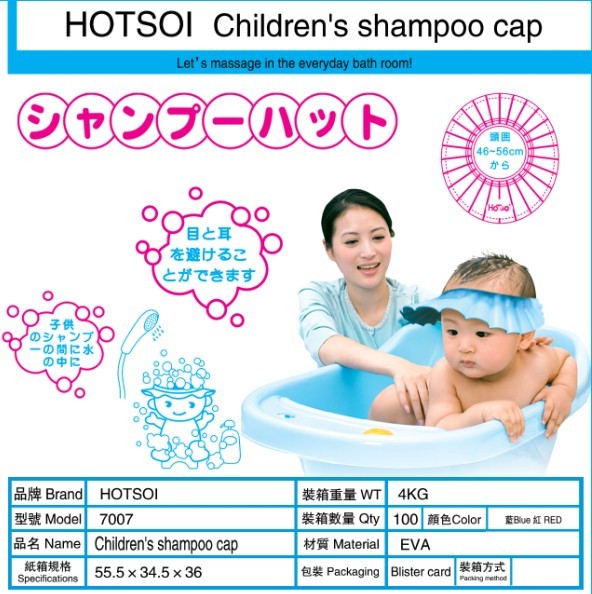 HOTSOI Children's shampoo cap
Let's massage in the everyday bath room!
シャンプーハット
頭囲
46~56cm
から
HOTSOI
目と耳
を避けるこ
とができます
子供
のシャンプ
ーの間に水
の中に
品牌 Brand HOTSOI 裝箱重量 WT 4KG
型號 Model 7007 裝箱數量 Qty 100 顏色Color 藍Blue 紅 RED
品名 Name Children's shampoo cap 材質 Material EVA
紙箱規格 Specifications 55.5×34.5×36 包裝 Packaging Blister card 裝箱方式 Packing method